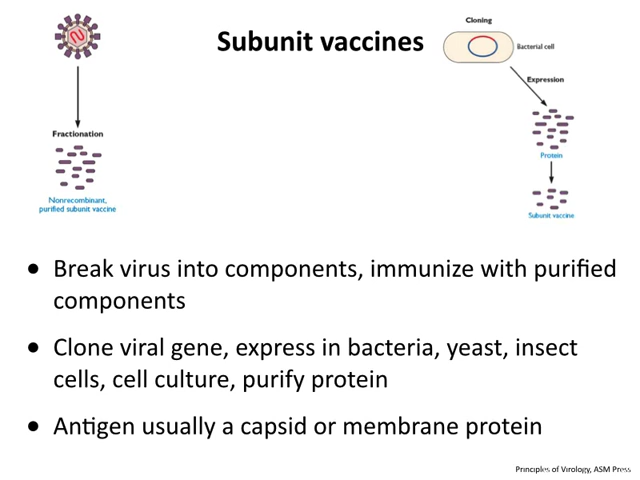 Subunit vaccines
Fractionation
Nonrecombinant,
purified subunit vaccine
Cloning
Bacterial cell
Expression
Protein
Subunit vaccine
• Break virus into components, immunize with purified
components
• Clone viral gene, express in bacteria, yeast, insect
cells, cell culture, purify protein
• Antigen usually a capsid or membrane protein
Principles of Virology, ASM Press